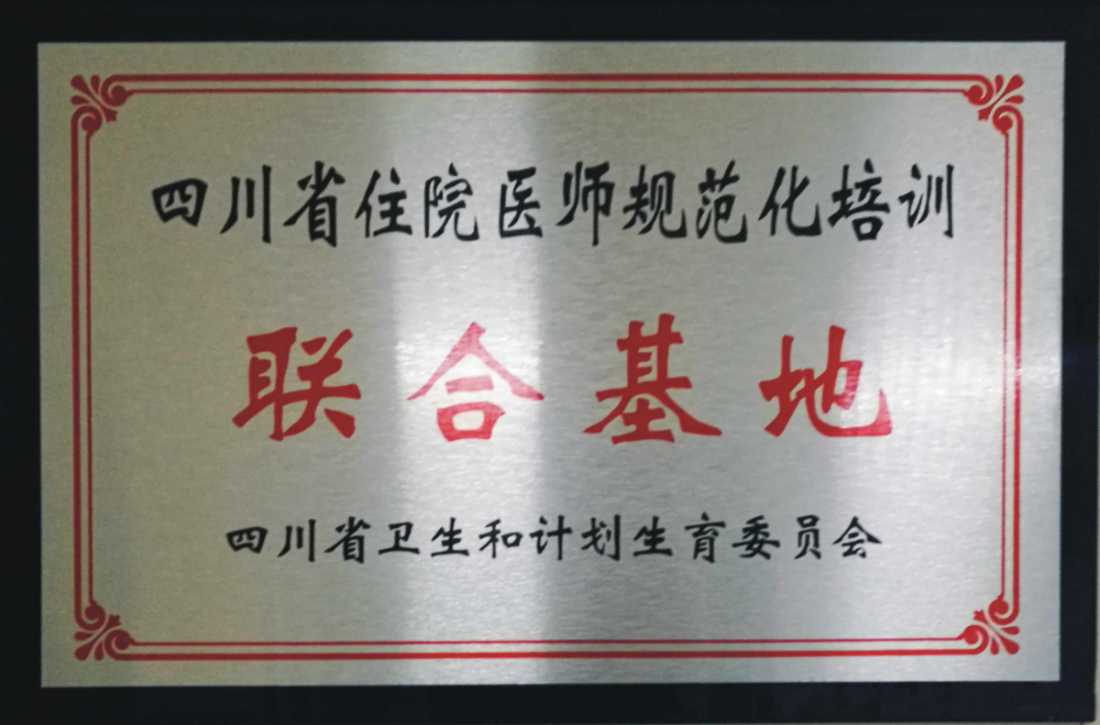 四川省住院医师规范化培训
联合基地
四川省卫生和计划生育委员会